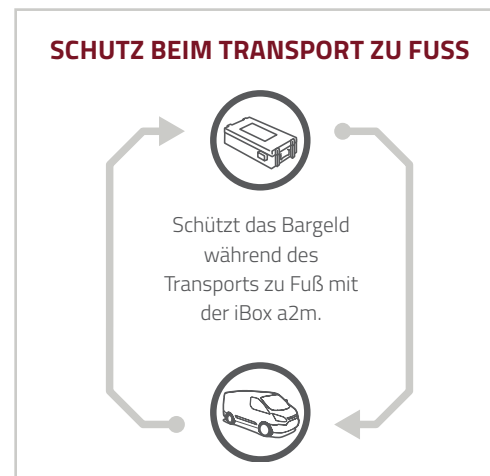 SCHUTZ BEIM TRANSPORT ZU FUSS
Schützt das Bargeld
während des
Transports zu Fuß mit
der iBox a2m.